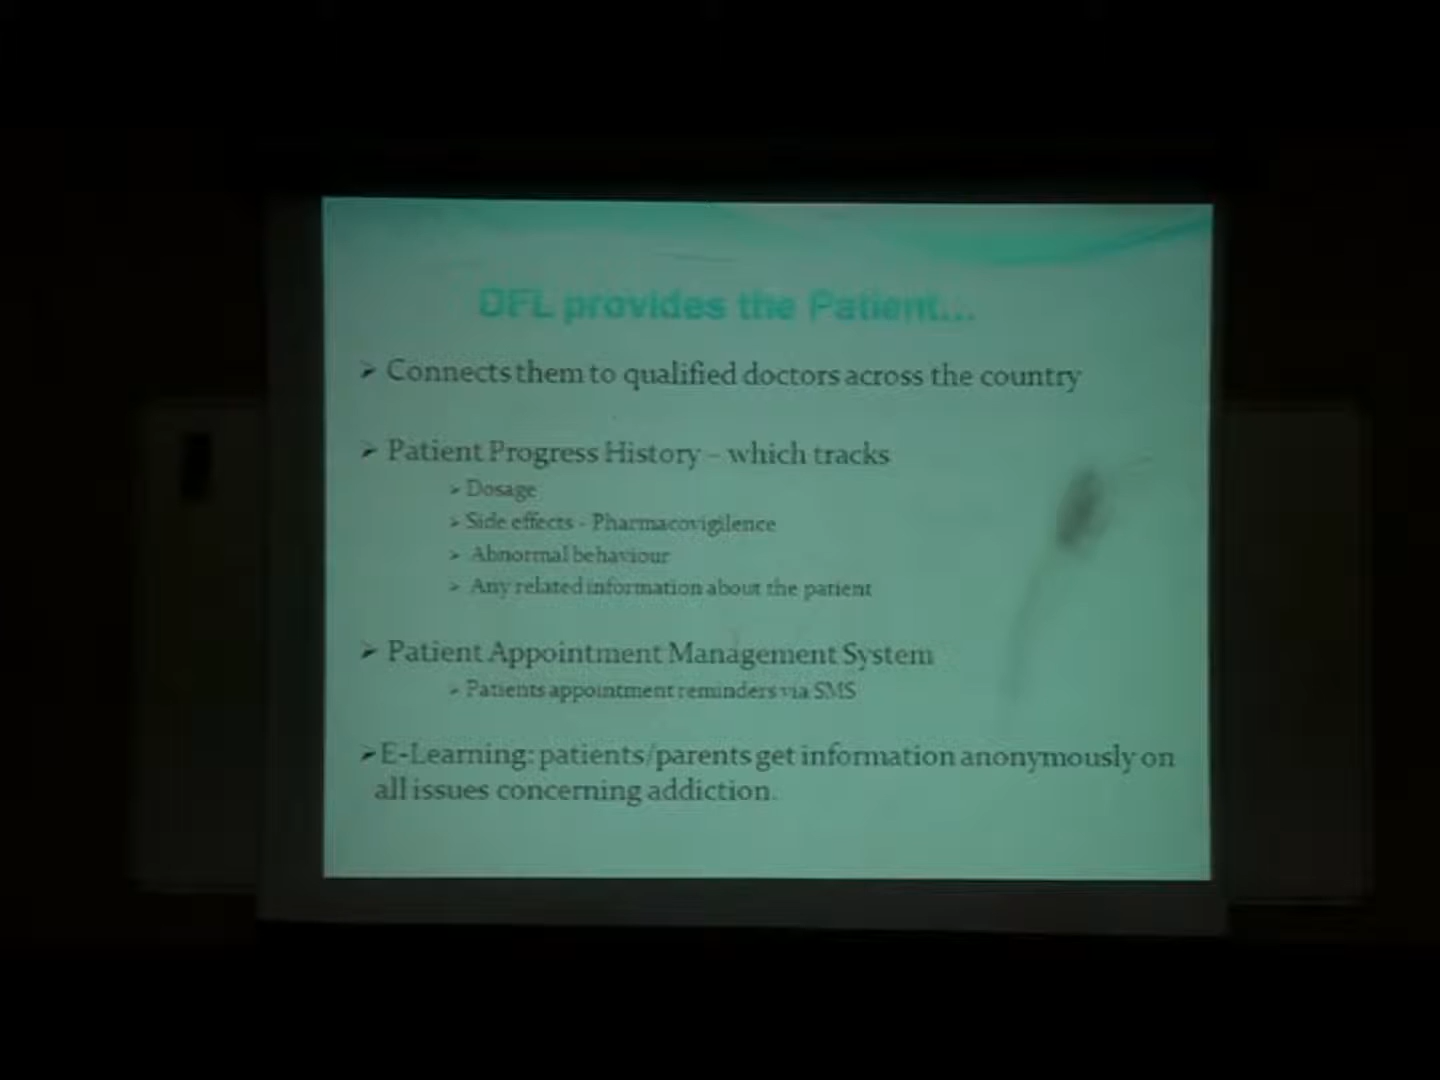 DFL provides the Patient...
➢ Connects them to qualified doctors across the country
➢ Patient Progress History – which tracks
➢ Dosage
➢ Side effects - Pharmacovigilence
➢ Abnormal behaviour
➢ Any related information about the patient
➢ Patient Appointment Management System
➢ Patients appointment reminders via SMS
➢ E-Learning: patients/parents get information anonymously on
all issues concerning addiction.